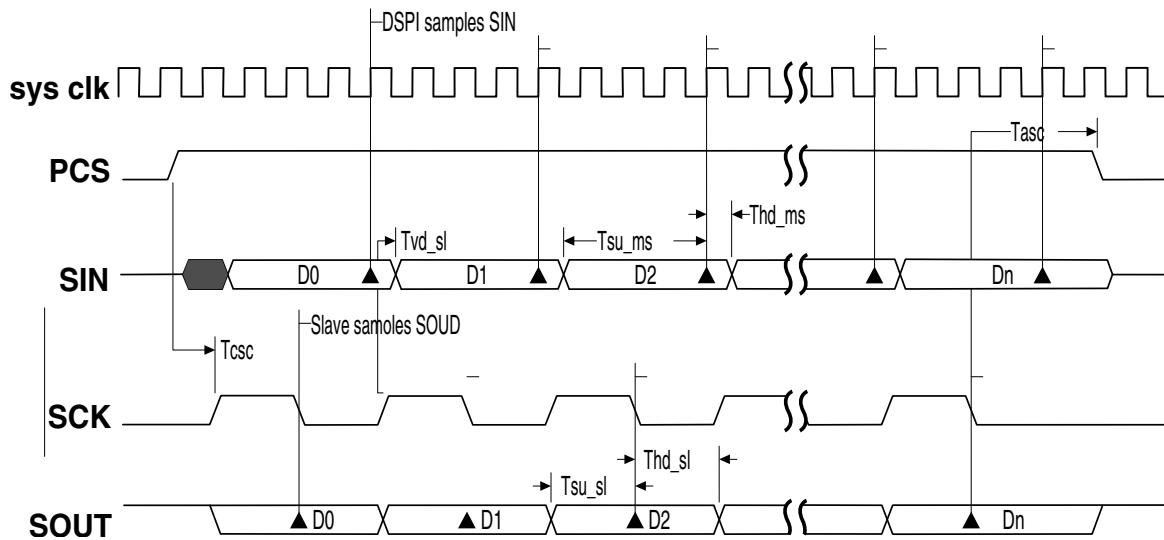 DSPI samples SIN
sys clk
Tasc
PCS
Thd_ms
Tvd_sl
Tsu_ms
SIN
D0
D1
D2
Dn
Slave samoles SOUD
Tcsc
SCK
Thd_sl
Tsu_sl
SOUT
D0
D1
D2
Dn